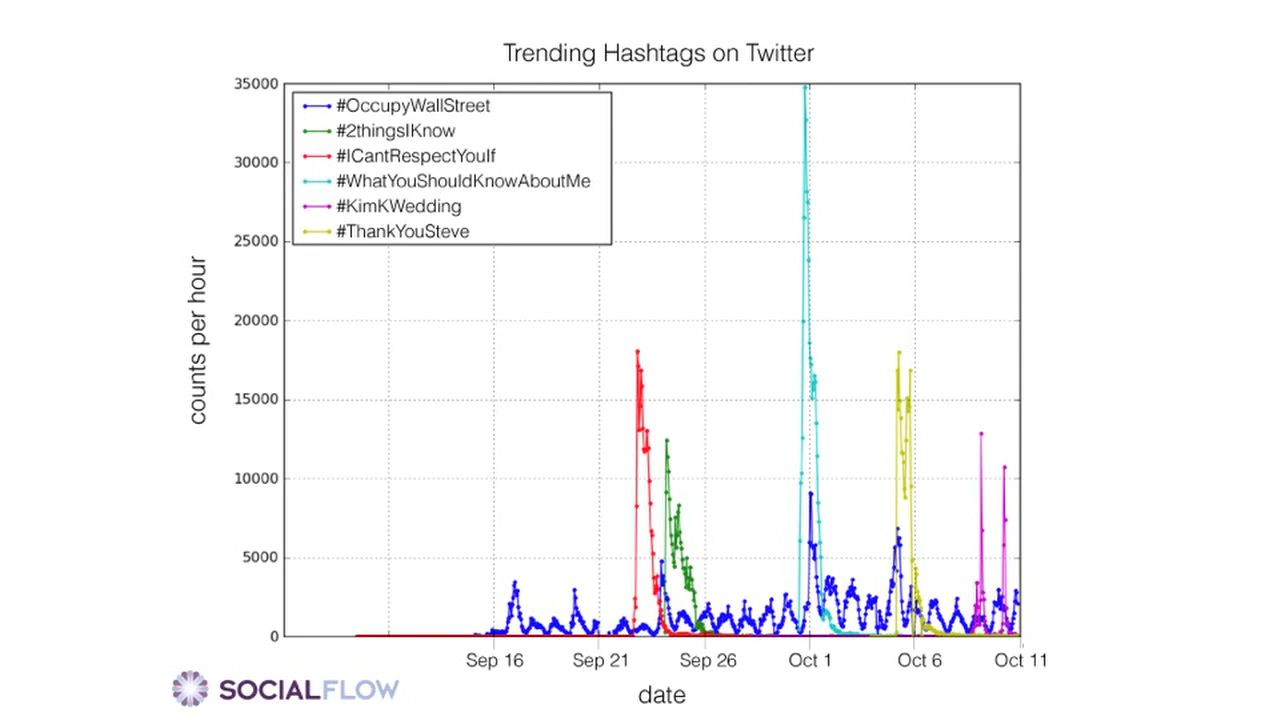 Trending Hashtags on Twitter
35000
30000
25000
20000
15000
10000
5000
0
counts per hour
#OccupyWallStreet
#2thingsIKnow
#ICantRespectYouIf
#WhatYouShouldKnowAboutMe
#KimKWedding
#ThankYouSteve
Sep 16 Sep 21 Sep 26 Oct 1 Oct 6 Oct 11
date
SOCIALFLOW